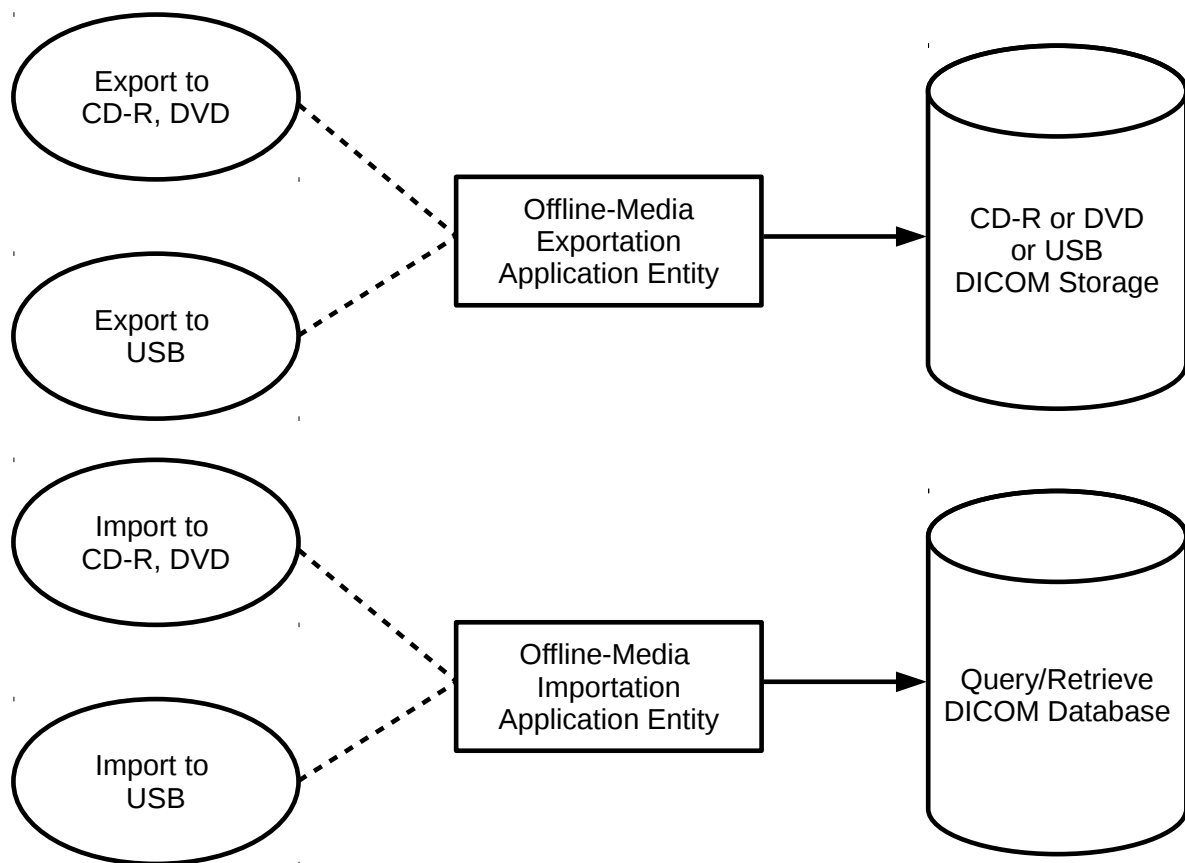 Export to
CD-R, DVD
Offline-Media
Exportation
Application Entity
CD-R or DVD
or USB
DICOM Storage
Export to
USB
Import to
CD-R, DVD
Offline-Media
Importation
Application Entity
Query/Retrieve
DICOM Database
Import to
USB